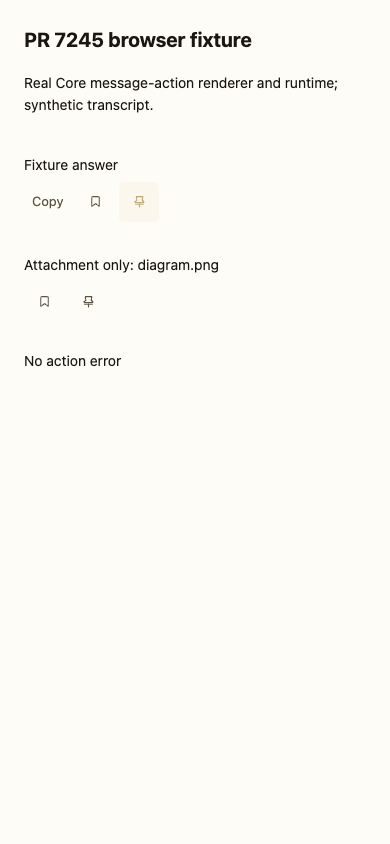 PR 7245 browser fixture
Real Core message-action renderer and runtime;
synthetic transcript.
Fixture answer
Copy
Attachment only: diagram.png
No action error